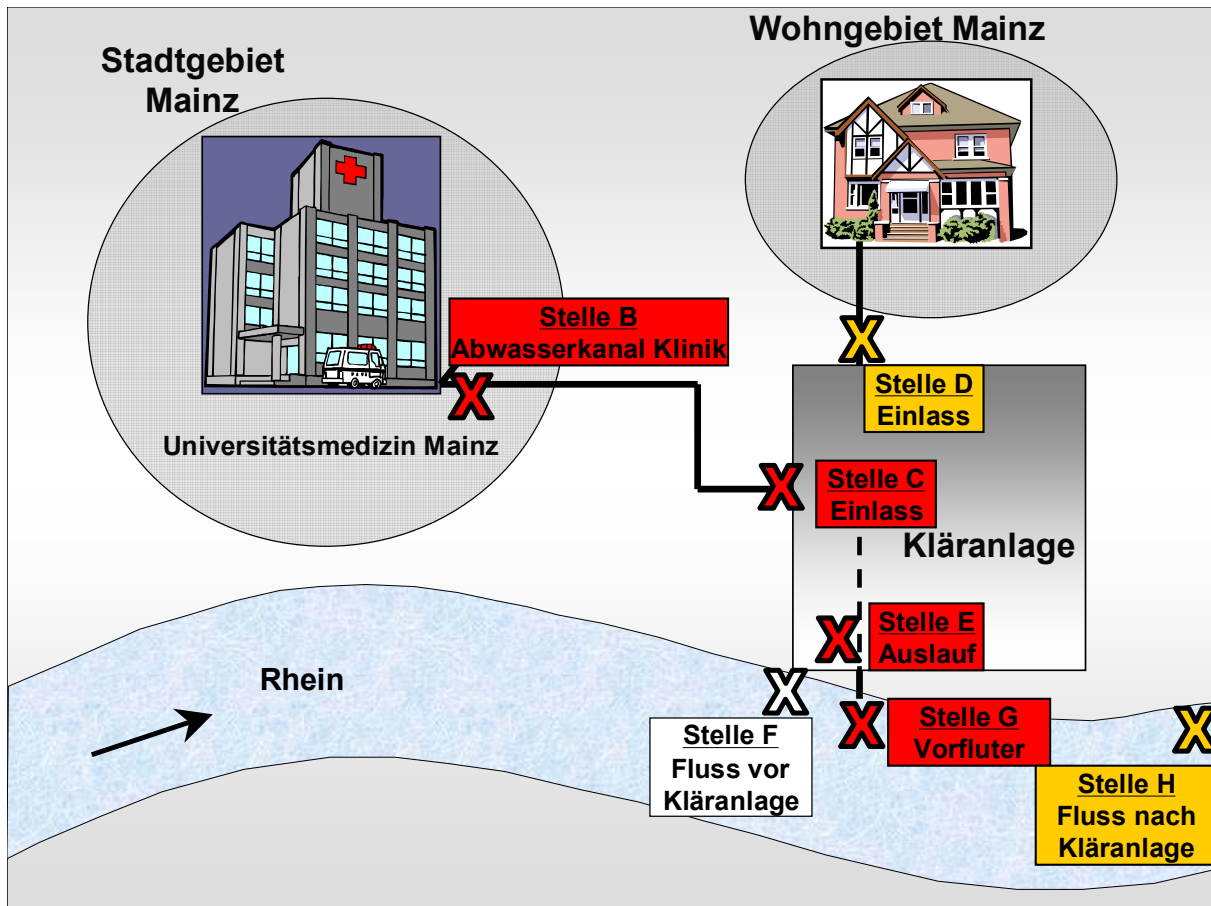 Stadtgebiet
Mainz
Wohngebiet Mainz
Stelle B
Abwasserkanal Klinik
Universitätsmedizin Mainz
Stelle D
Einlass
Stelle C
Einlass
Kläranlage
Stelle E
Auslauf
Rhein
Stelle F
Fluss vor
Kläranlage
Stelle G
Vorfluter
Stelle H
Fluss nach
Kläranlage